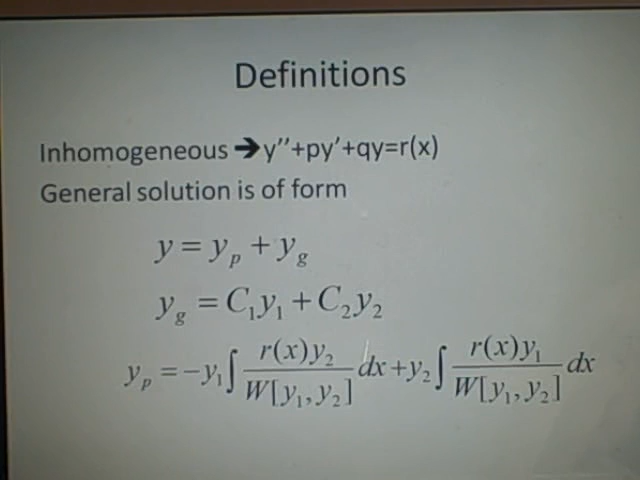 Definitions
Inhomogeneous ➔y''+py'+qy=r(x)
General solution is of form
y = y_p + y_g
y_g = C_1y_1 + C_2y_2
y_p = -y_1∫ r(x)y_2 / W[y_1, y_2] dx + y_2∫ r(x)y_1 / W[y_1, y_2] dx